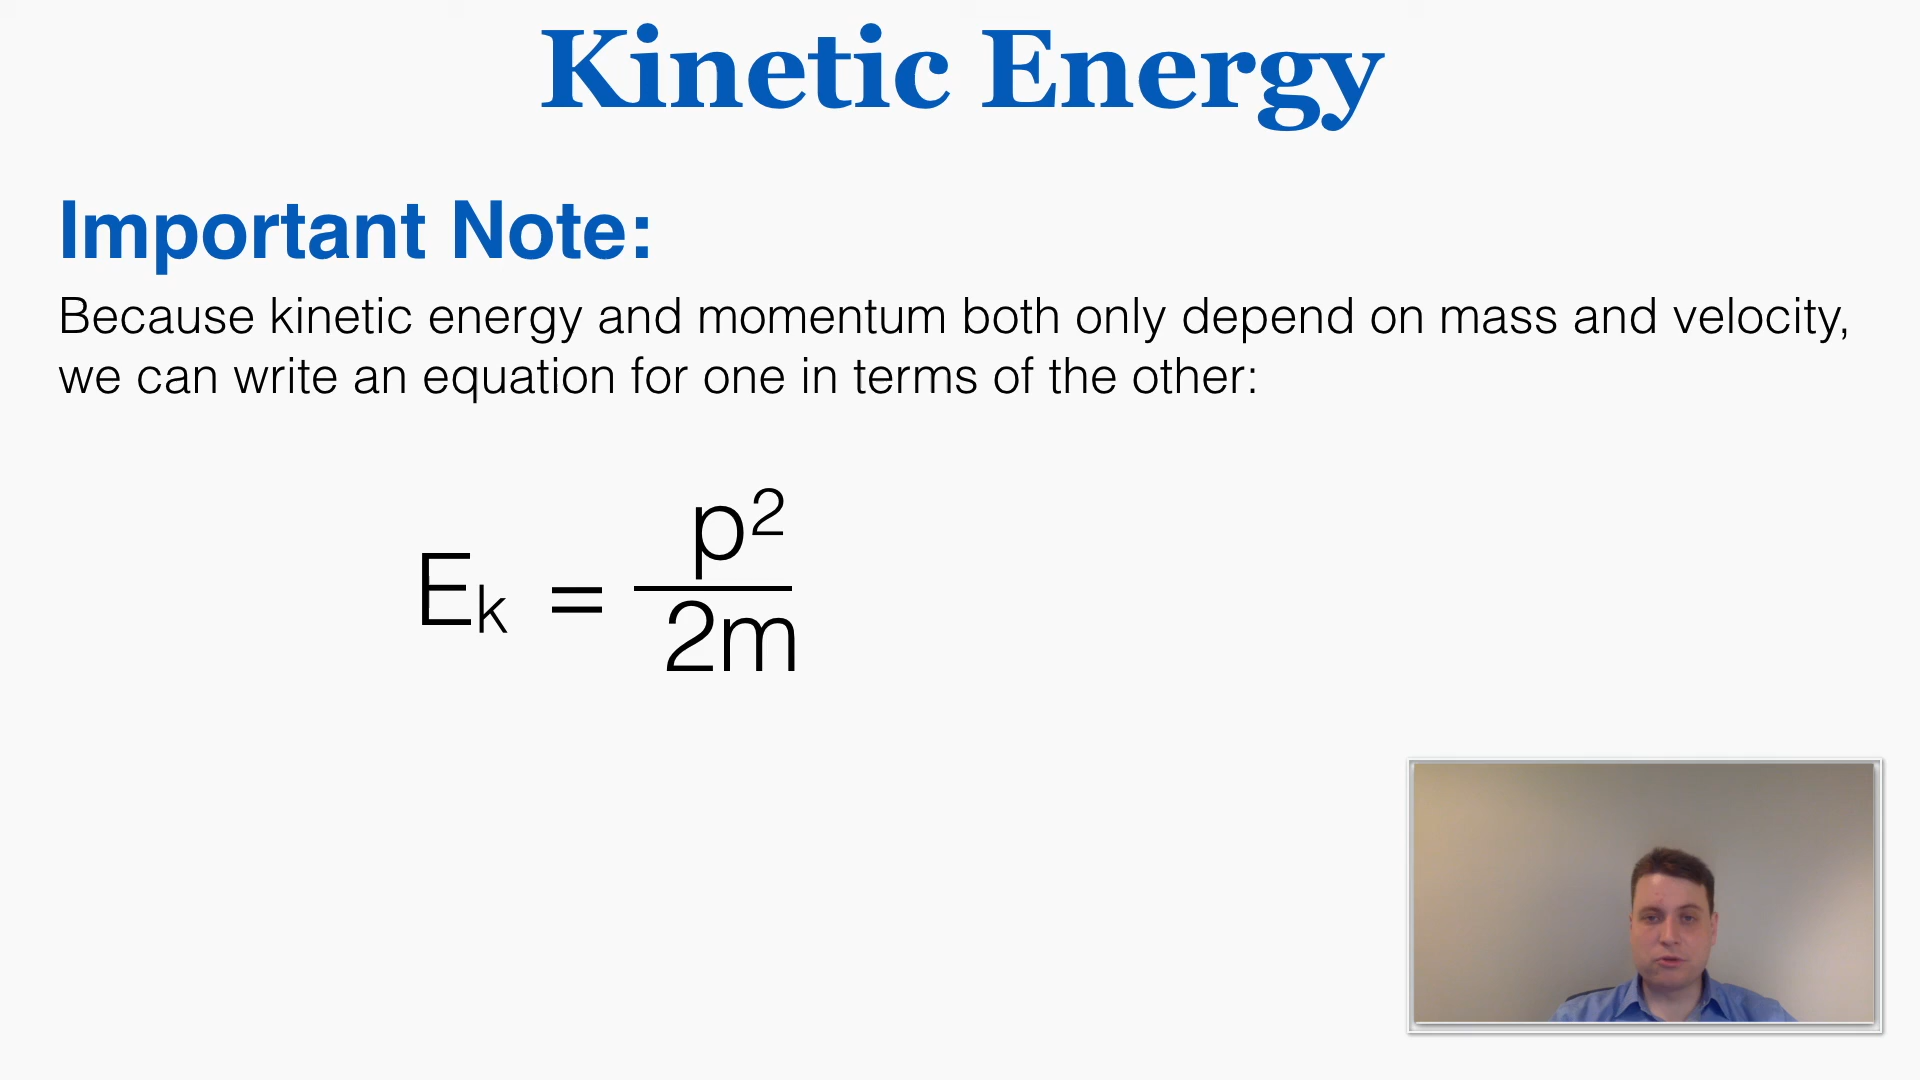 Kinetic Energy
Important Note:
Because kinetic energy and momentum both only depend on mass and velocity,
we can write an equation for one in terms of the other:
Eₖ = p²
2m